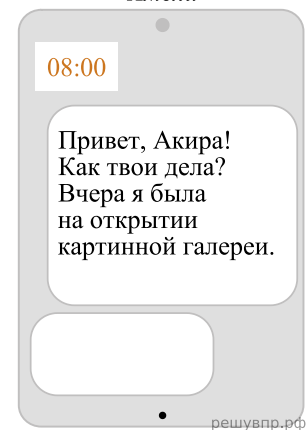 08:00
Привет, Акира!
Как твои дела?
Вчера я была
на открытии
картинной галереи.
решувпр.рф